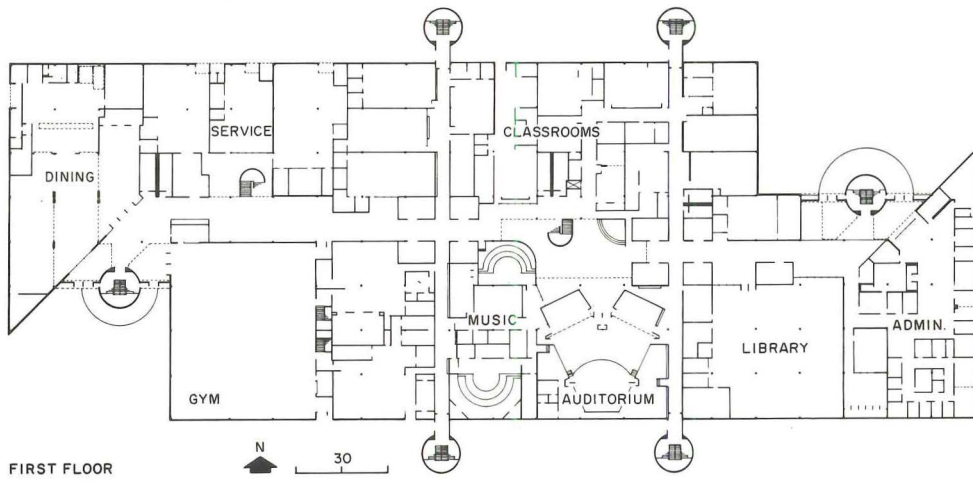 SERVICE
CLASSROOMS
DINING
MUSIC
ADMIN.
LIBRARY
GYM
AUDITORIUM
N
30
FIRST FLOOR